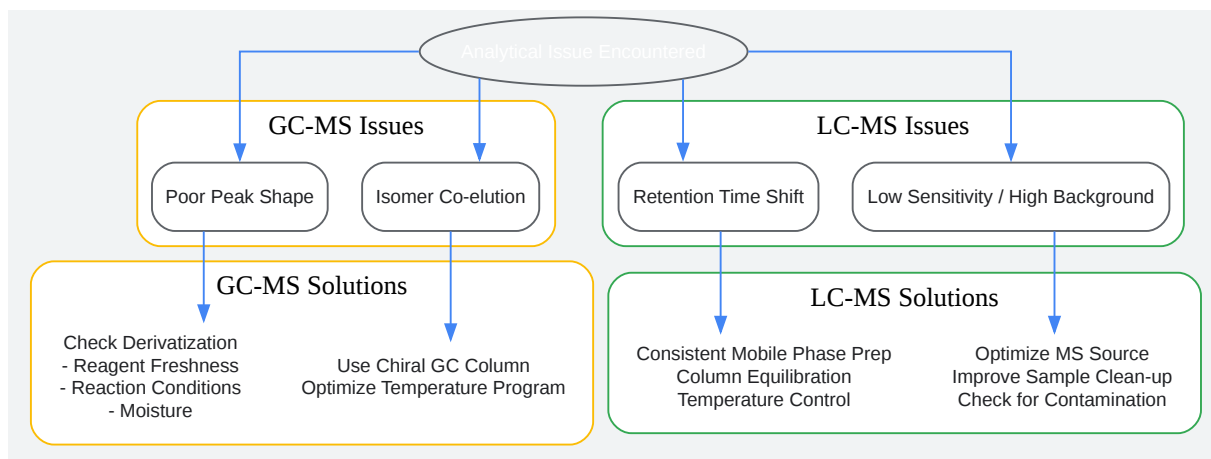 Analytical Issue Encountered
GC-MS Issues
Poor Peak Shape
Isomer Co-elution
LC-MS Issues
Retention Time Shift
Low Sensitivity / High Background
GC-MS Solutions
Check Derivatization
- Reagent Freshness
- Reaction Conditions
- Moisture
Use Chiral GC Column
Optimize Temperature Program
LC-MS Solutions
Consistent Mobile Phase Prep
Column Equilibration
Temperature Control
Optimize MS Source
Improve Sample Clean-up
Check for Contamination